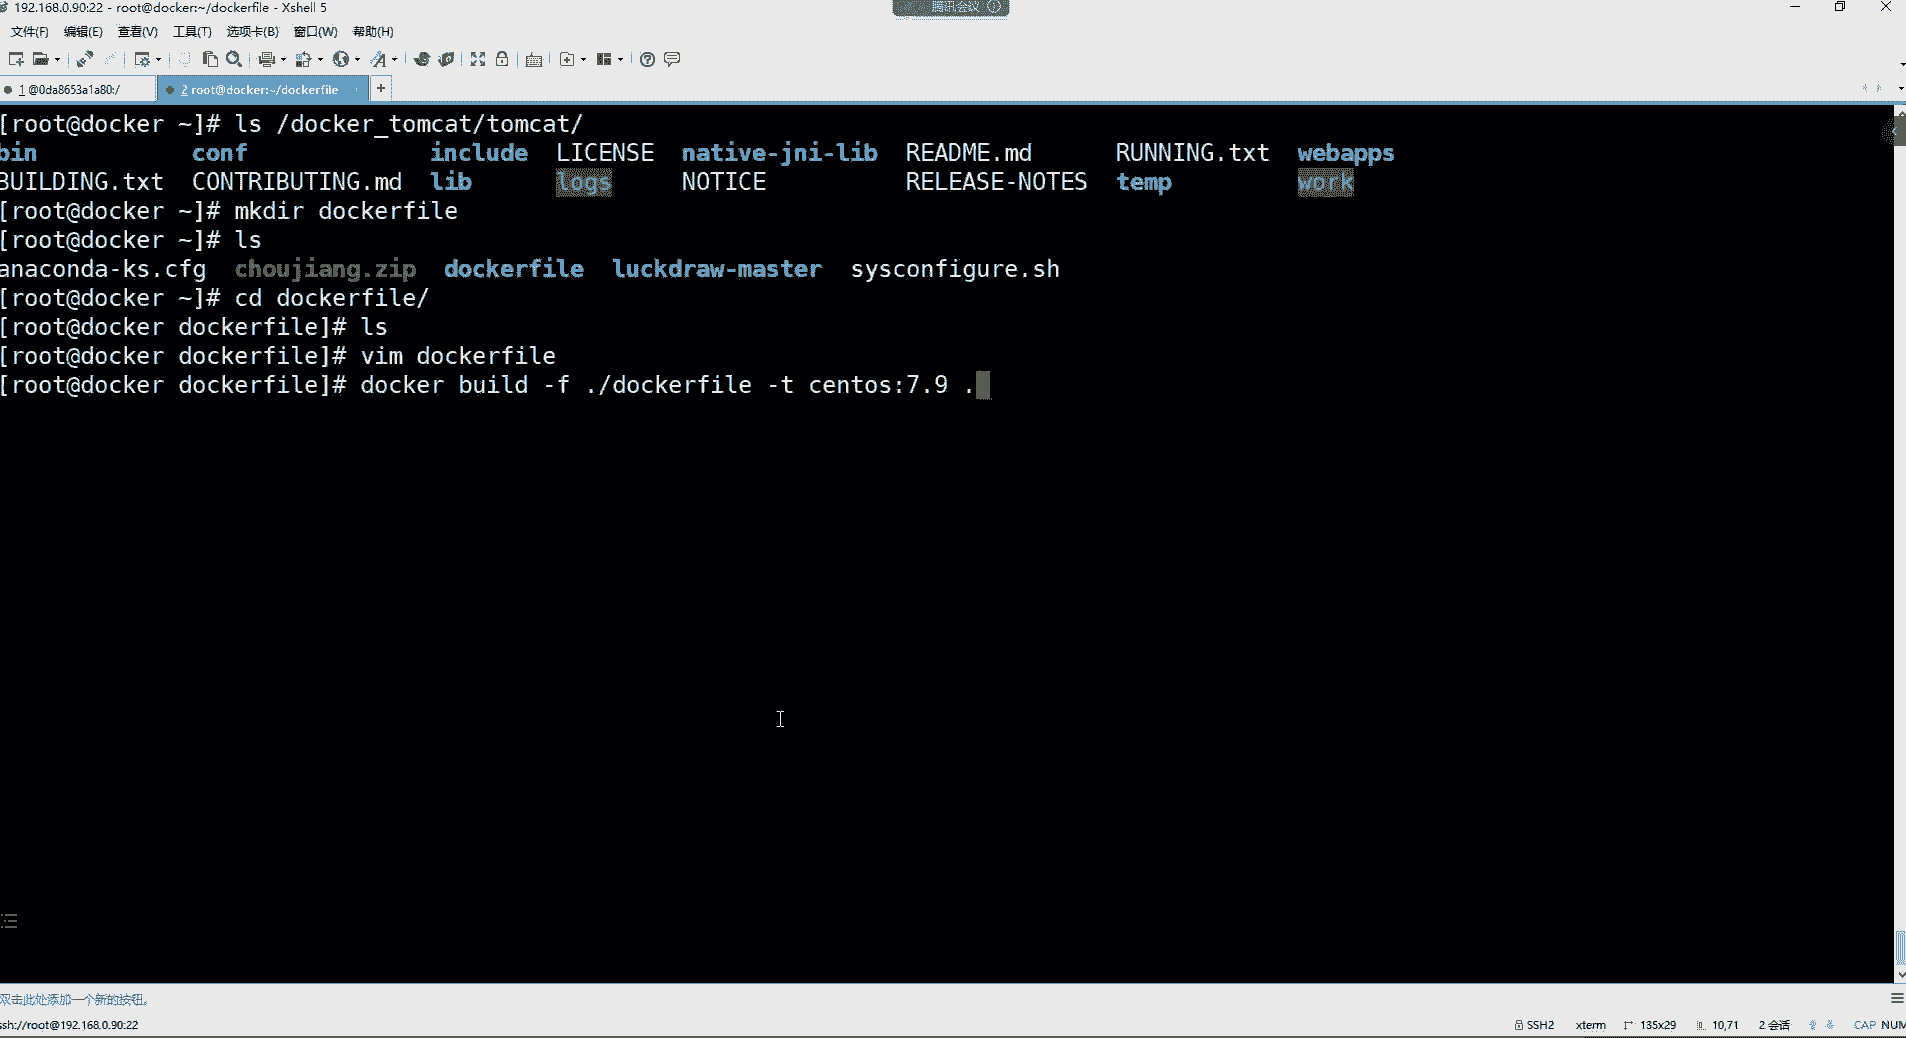 192.168.0.90:22 - root@docker:~/dockerfile - Xshell 5
腾讯会议
文件(F) 编辑(E) 查看(V) 工具(T) 选项卡(B) 窗口(W) 帮助(H)
1 @0da8653a1a80:/ 2 root@docker:~/dockerfile +
[root@docker ~]# ls /docker_tomcat/tomcat/
bin conf include LICENSE native-jni-lib README.md RUNNING.txt webapps
BUILDING.txt CONTRIBUTING.md lib logs NOTICE RELEASE-NOTES temp work
[root@docker ~]# mkdir dockerfile
[root@docker ~]# ls
anaconda-ks.cfg choujiang.zip dockerfile luckdraw-master sysconfigure.sh
[root@docker ~]# cd dockerfile/
[root@docker dockerfile]# ls
[root@docker dockerfile]# vim dockerfile
[root@docker dockerfile]# docker build -f ./dockerfile -t centos:7.9 .
双击此处添加一个新的按钮。
ssh://root@192.168.0.90:22 SSH2 xterm 135x29 10,71 2 会话 CAP NUM